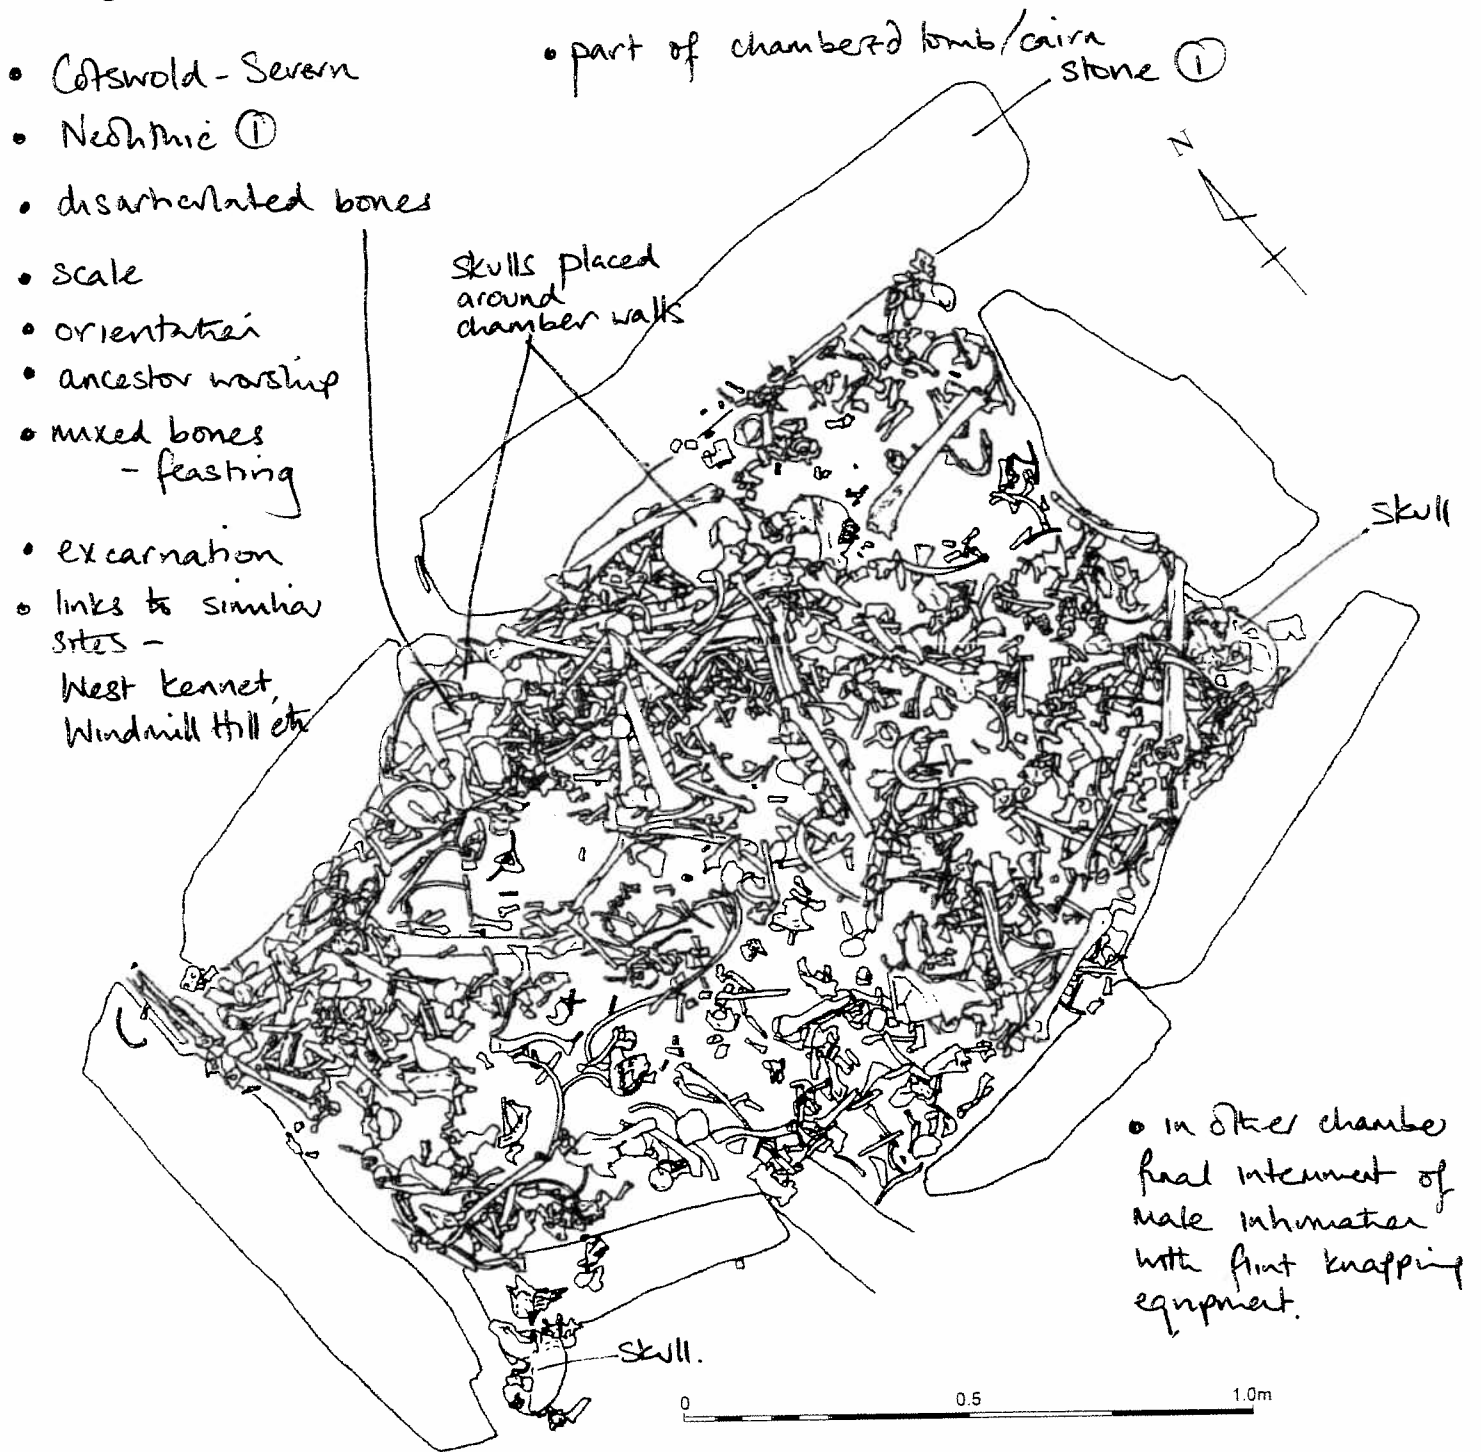 • Cotswold-Severn
• Neolithic ①
• disarticulated bones
• scale
• orientation
• ancestor worship
• mixed bones
- feasting
• excarnation
• links to similar
sites -
West Kennet,
Windmill Hill etc
• part of chambered tomb/cairn
stone ①
N
skulls placed
around
chamber walls
skull
• in other chamber
final interment of
male inhumation
with flint knapping
equipment.
skull.
0 0.5 1.0m